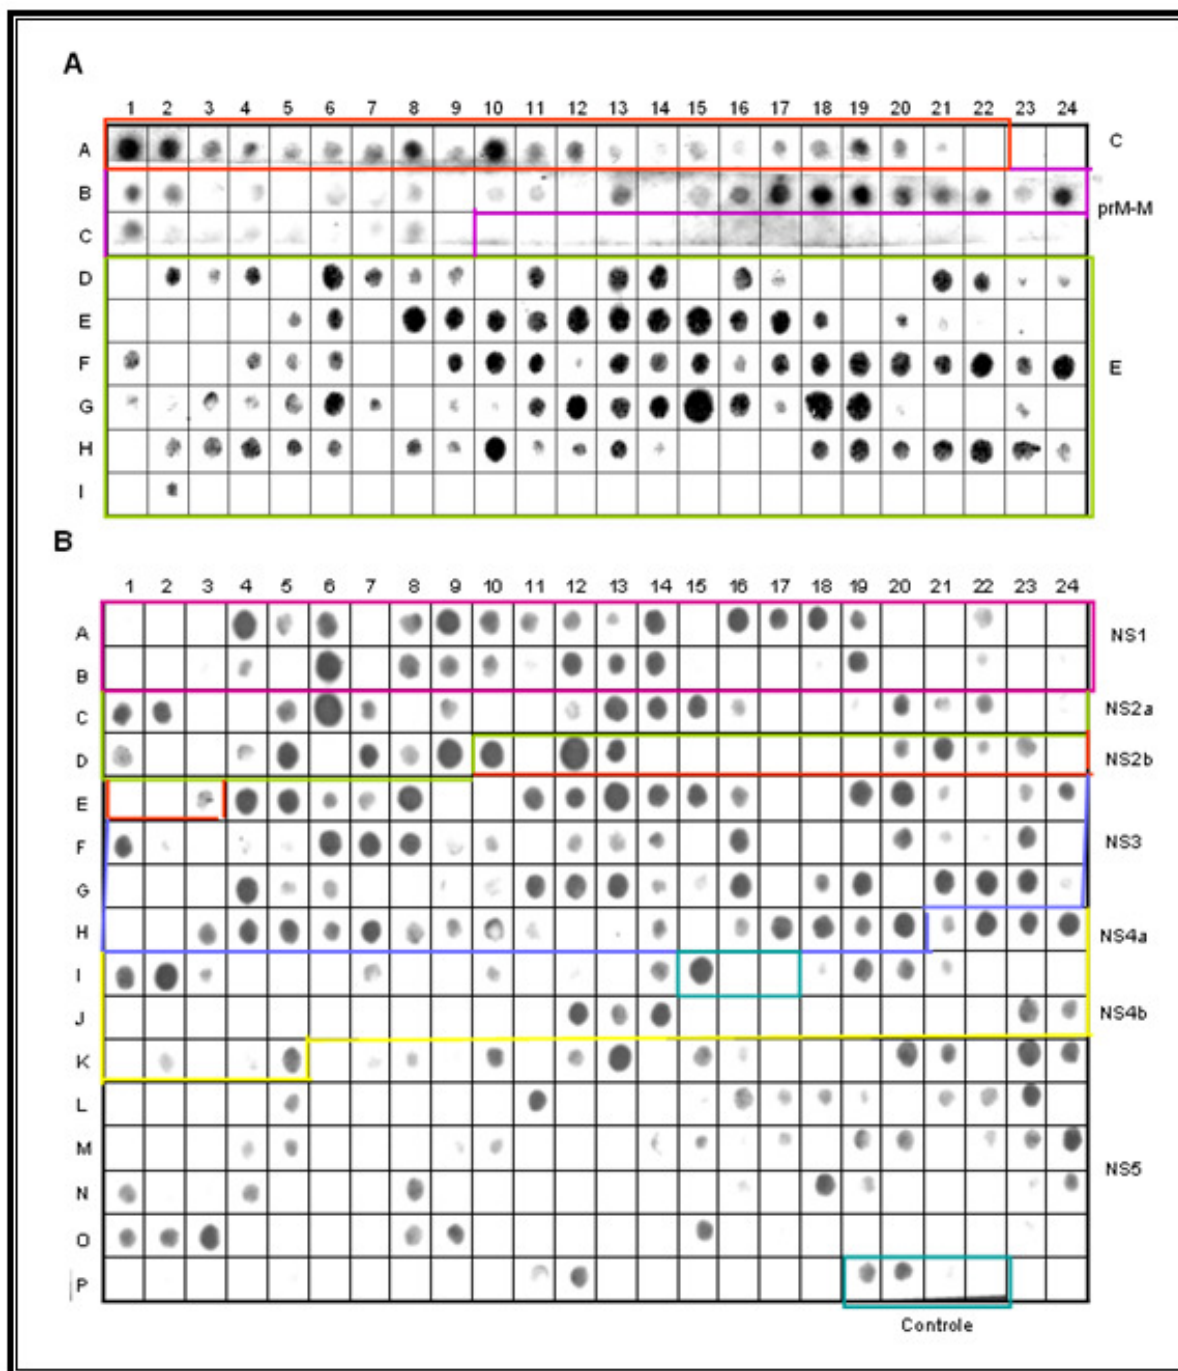 A
1 2 3 4 5 6 7 8 9 10 11 12 13 14 15 16 17 18 19 20 21 22 23 24
A C
B prM-M
C
D
E
F E
G
H
I
B
1 2 3 4 5 6 7 8 9 10 11 12 13 14 15 16 17 18 19 20 21 22 23 24
A NS1
B
C NS2a
D NS2b
E
F NS3
G
H NS4a
I
J NS4b
K
L
M
N NS5
O
P
Controle